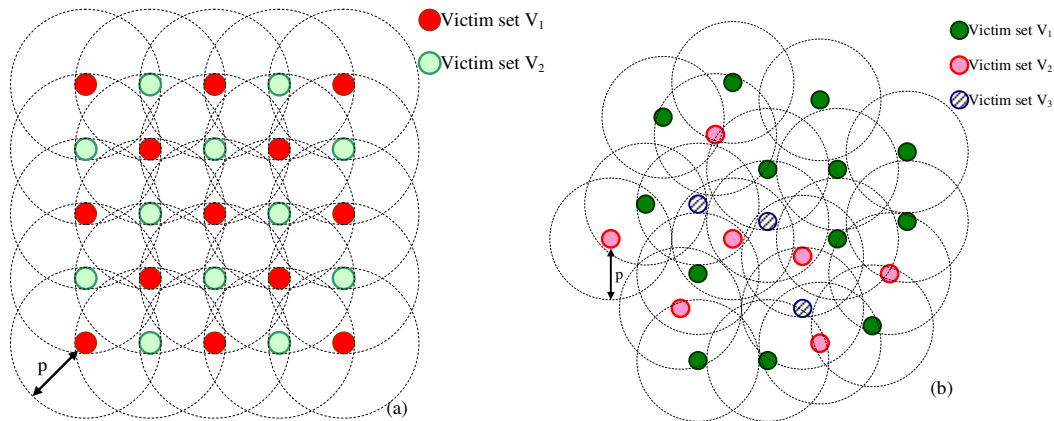 Victim set V₁
Victim set V₂
p
(a)
Victim set V₁
Victim set V₂
Victim set V₃
p
(b)